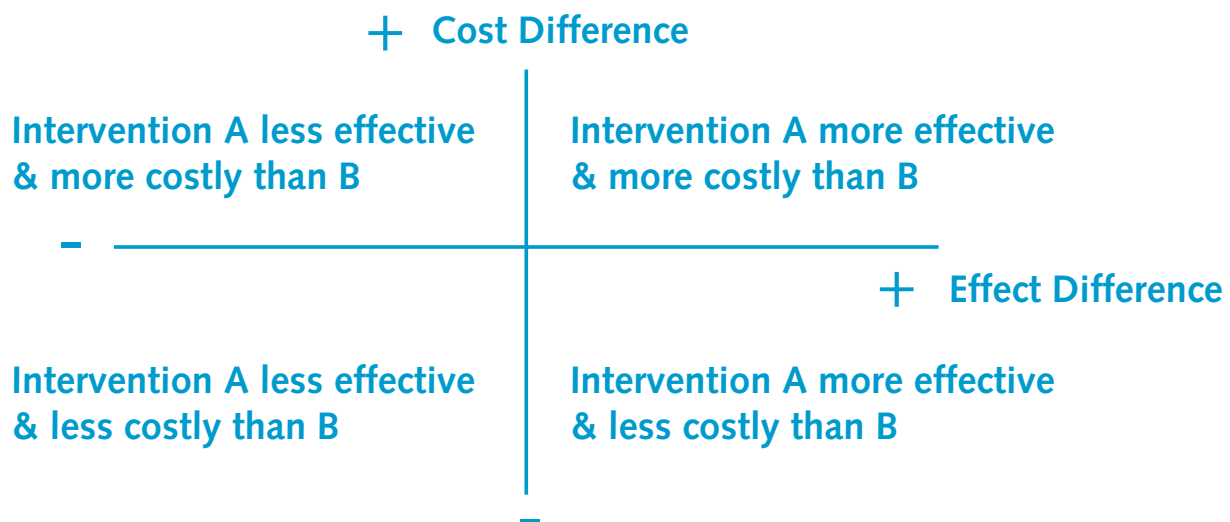 + Cost Difference
Intervention A less effective
& more costly than B
Intervention A more effective
& more costly than B
-
+ Effect Difference
Intervention A less effective
& less costly than B
Intervention A more effective
& less costly than B
-